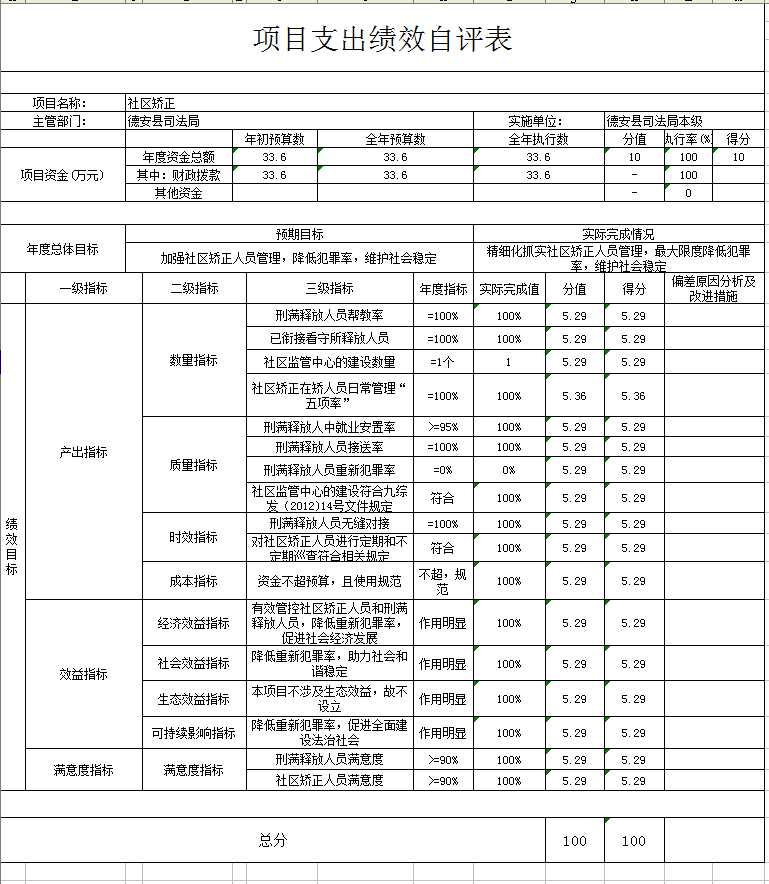 项目支出绩效自评表
项目名称: 社区矫正
主管部门: 德安县司法局 实施单位: 德安县司法局本级
年初预算数 全年预算数 全年执行数 分值 执行率(%) 得分
项目资金(万元) 年度资金总额 33.6 33.6 33.6 10 100 10
其中: 财政拨款 33.6 33.6 33.6 - 100
其他资金 - 0
年度总体目标 预期目标 实际完成情况
加强社区矫正人员管理, 降低犯罪率, 维护社会稳定
精细化抓实社区矫正人员管理, 最大限度降低犯罪
率, 维护社会稳定
一级指标 二级指标 三级指标 年度指标 实际完成值 分值 得分 偏差原因分析及
改进措施
绩效目标
产出指标
数量指标
刑满释放人员帮教率 =100% 100% 5.29 5.29
已衔接看守所释放人员 =100% 100% 5.29 5.29
社区监管中心的建设数量 =1个 1 5.29 5.29
社区矫正在矫人员日常管理“
五项率” =100% 100% 5.36 5.36
质量指标
刑满释放人中就业安置率 >=95% 100% 5.29 5.29
刑满释放人员接送率 =100% 100% 5.29 5.29
刑满释放人员重新犯罪率 =0% 0% 5.29 5.29
社区监管中心的建设符合九综
发(2012)14号文件规定 符合 100% 5.29 5.29
时效指标
刑满释放人员无缝对接 =100% 100% 5.29 5.29
对社区矫正人员进行定期和不
定期巡查符合相关规定 符合 100% 5.29 5.29
成本指标
资金不超预算, 且使用规范 不超, 规
范 100% 5.29 5.29
效益指标
经济效益指标
有效管控社区矫正人员和刑满
释放人员, 降低重新犯罪率,
促进社会经济发展 作用明显 100% 5.29 5.29
社会效益指标
降低重新犯罪率, 助力社会和
谐稳定 作用明显 100% 5.29 5.29
生态效益指标
本项目不涉及生态效益, 故不
设立 作用明显 100% 5.29 5.29
可持续影响指标
降低重新犯罪率, 促进全面建
设法治社会 作用明显 100% 5.29 5.29
满意度指标 满意度指标
刑满释放人员满意度 >=90% 100% 5.29 5.29
社区矫正人员满意度 >=90% 100% 5.29 5.29
总分 100 100